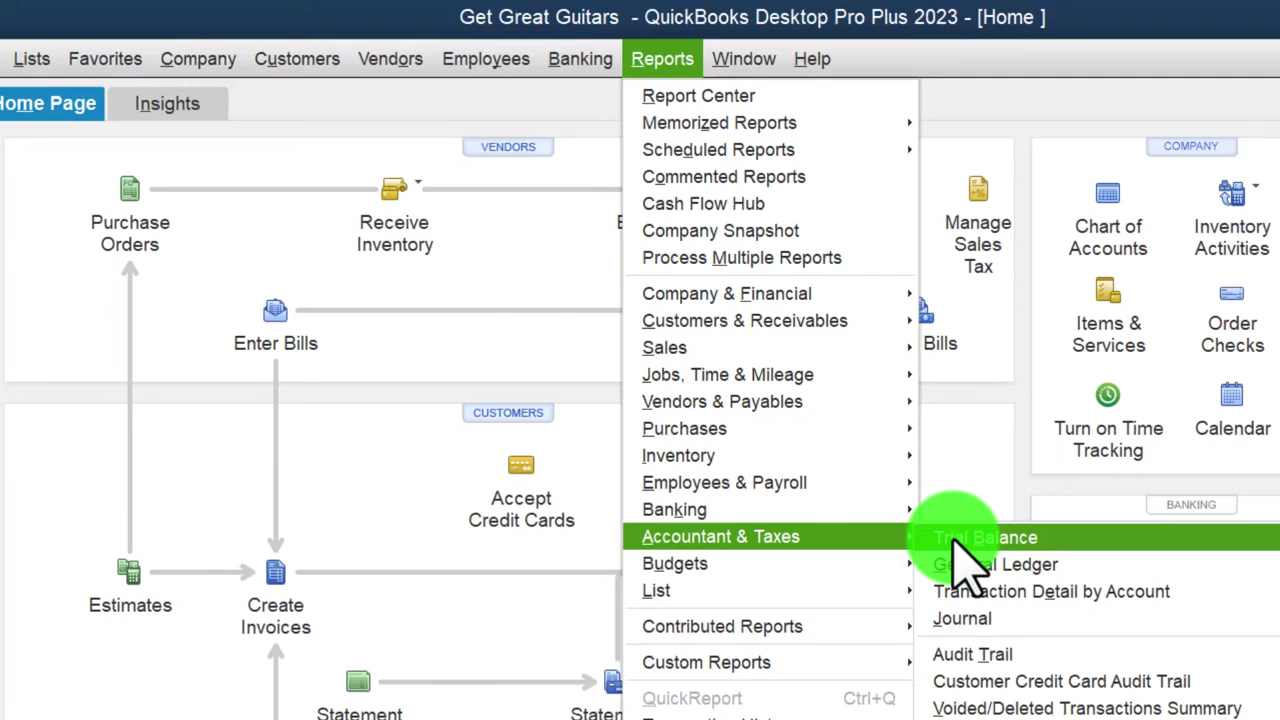 Get Great Guitars - QuickBooks Desktop Pro Plus 2023 - [Home ]
Lists Favorites Company Customers Vendors Employees Banking Reports Window Help
Home Page Insights
VENDORS
Purchase
Orders
Receive
Inventory
Enter Bills
Bills
Manage
Sales
Tax
CUSTOMERS
Accept
Credit Cards
Estimates
Create
Invoices
Statement
Report Center
Memorized Reports
Scheduled Reports
Commented Reports
Cash Flow Hub
Company Snapshot
Process Multiple Reports
Company & Financial
Customers & Receivables
Sales
Jobs, Time & Mileage
Vendors & Payables
Purchases
Inventory
Employees & Payroll
Banking
Accountant & Taxes
Budgets
List
Contributed Reports
Custom Reports
QuickReport Ctrl+Q
Trial Balance
General Ledger
Transaction Detail by Account
Journal
Audit Trail
Customer Credit Card Audit Trail
Voided/Deleted Transactions Summary
COMPANY
Chart of
Accounts
Inventory
Activities
Items &
Services
Order
Checks
Turn on Time
Tracking
Calendar
BANKING